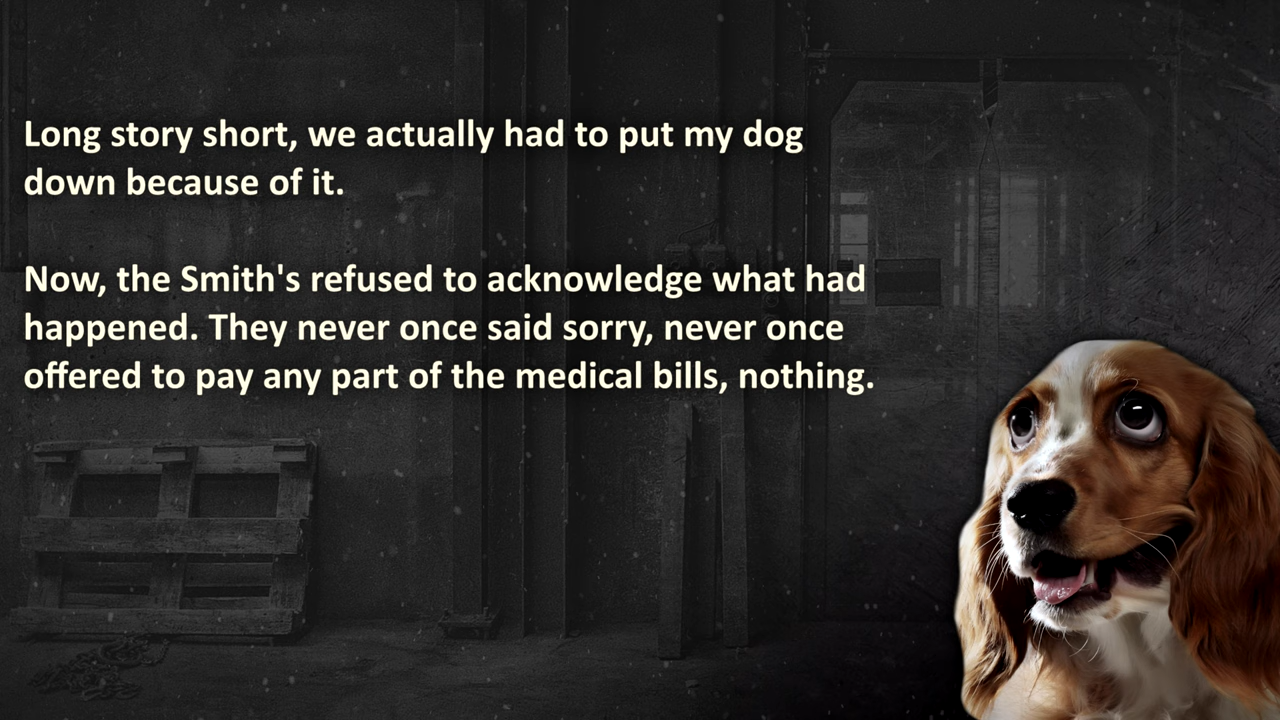 Long story short, we actually had to put my dog
down because of it.
Now, the Smith's refused to acknowledge what had
happened. They never once said sorry, never once
offered to pay any part of the medical bills, nothing.